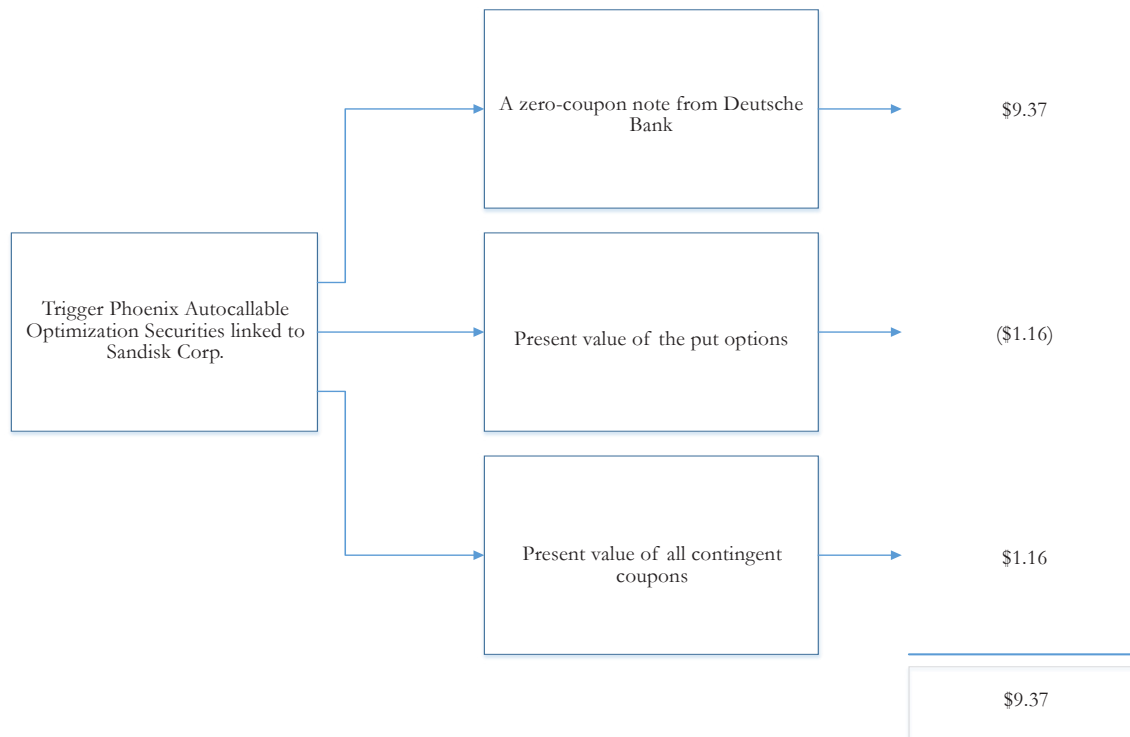 A zero-coupon note from Deutsche
Bank
$9.37
Trigger Phoenix Autocallable
Optimization Securities linked to
Sandisk Corp.
Present value of the put options
($1.16)
Present value of all contingent
coupons
$1.16
$9.37